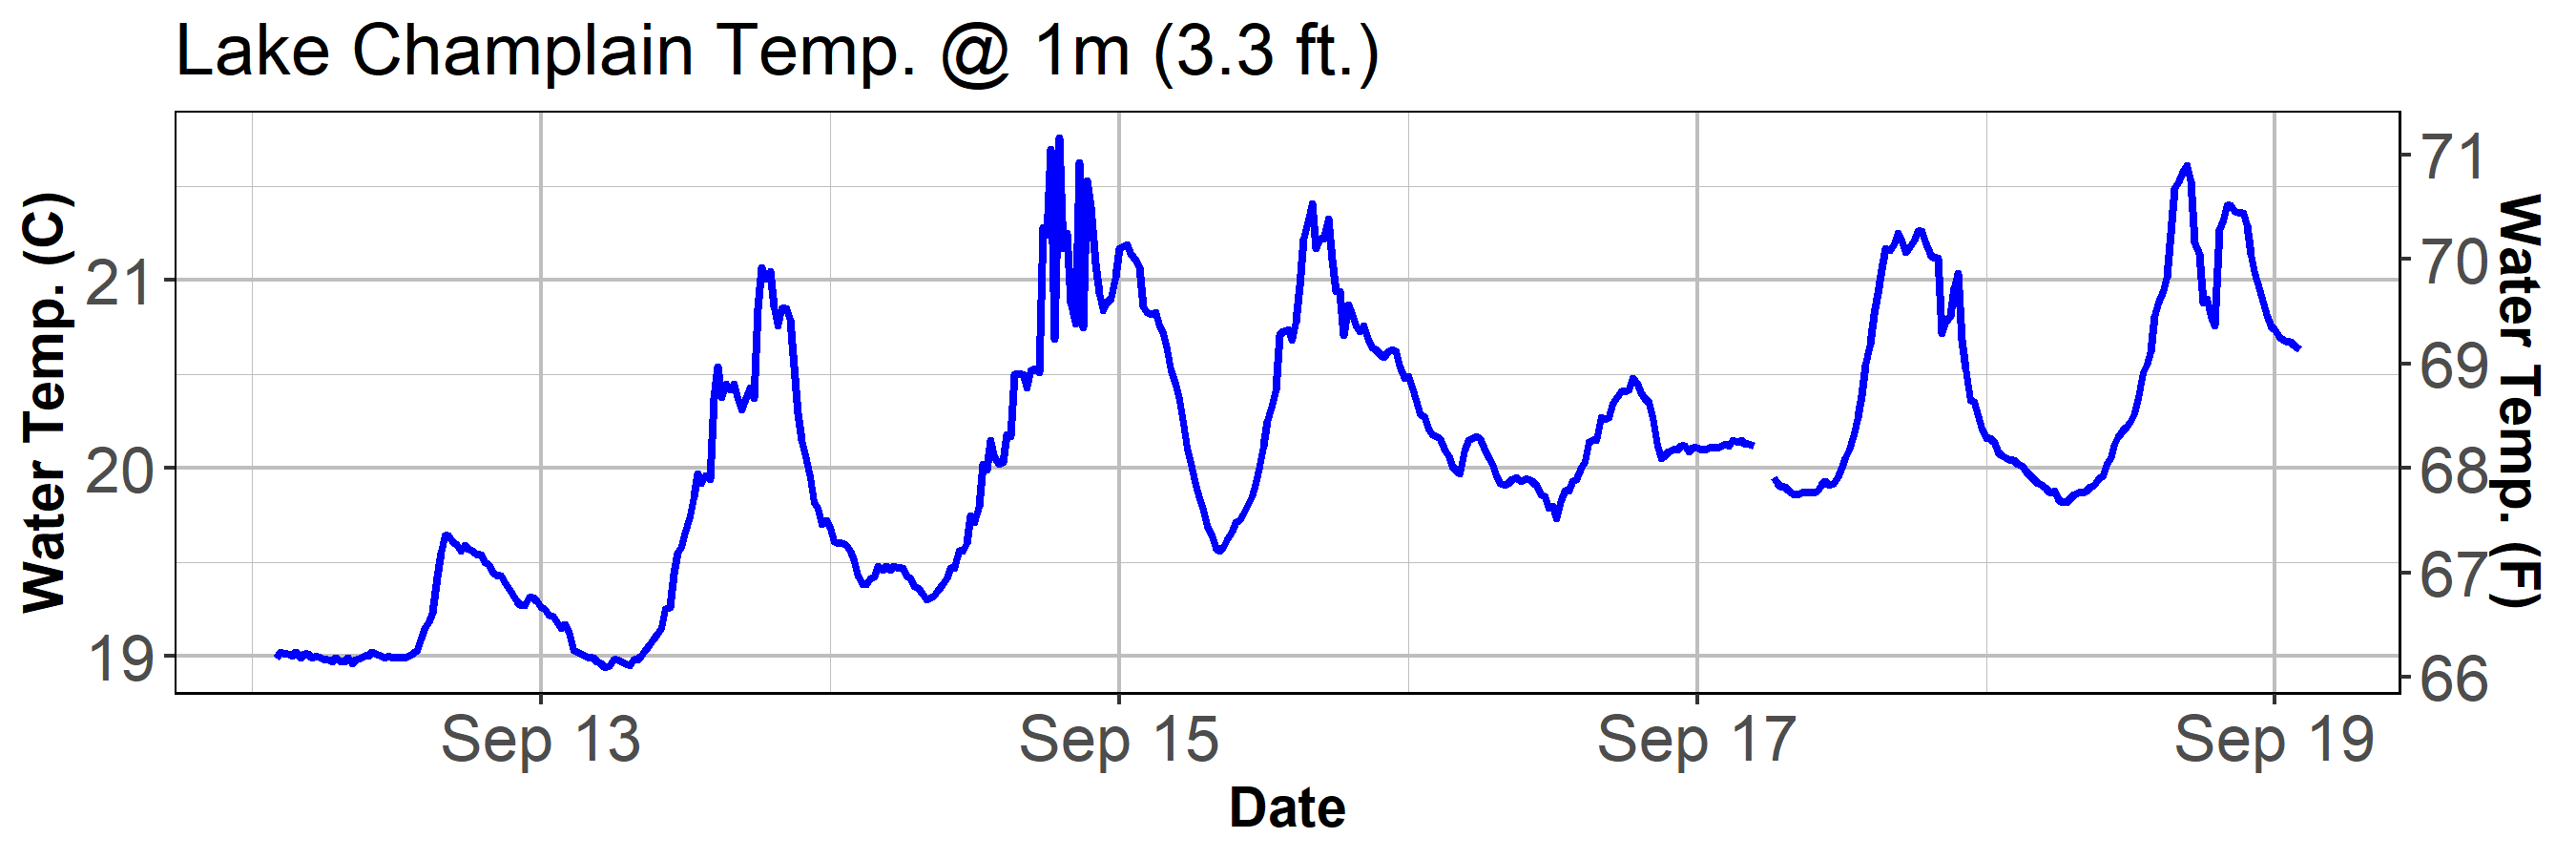 Lake Champlain Temp. @ 1m (3.3 ft.)
Water Temp. (C)
21
20
19
71
70
69
68
67
66
Water Temp. (F)
Sep 13 Sep 15 Sep 17 Sep 19
Date